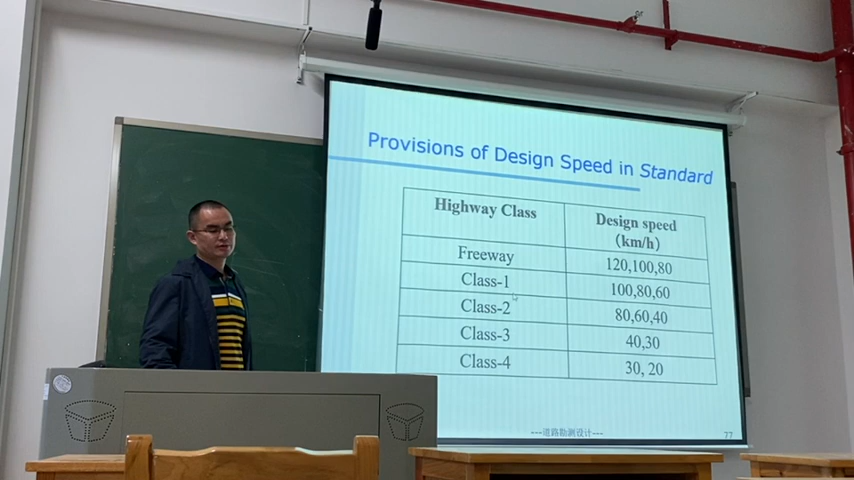 Provisions of Design Speed in Standard
Highway Class
Design speed
(km/h)
Freeway 120,100,80
Class-1 100,80,60
Class-2 80,60,40
Class-3 40,30
Class-4 30, 20
---道路勘测设计---
77